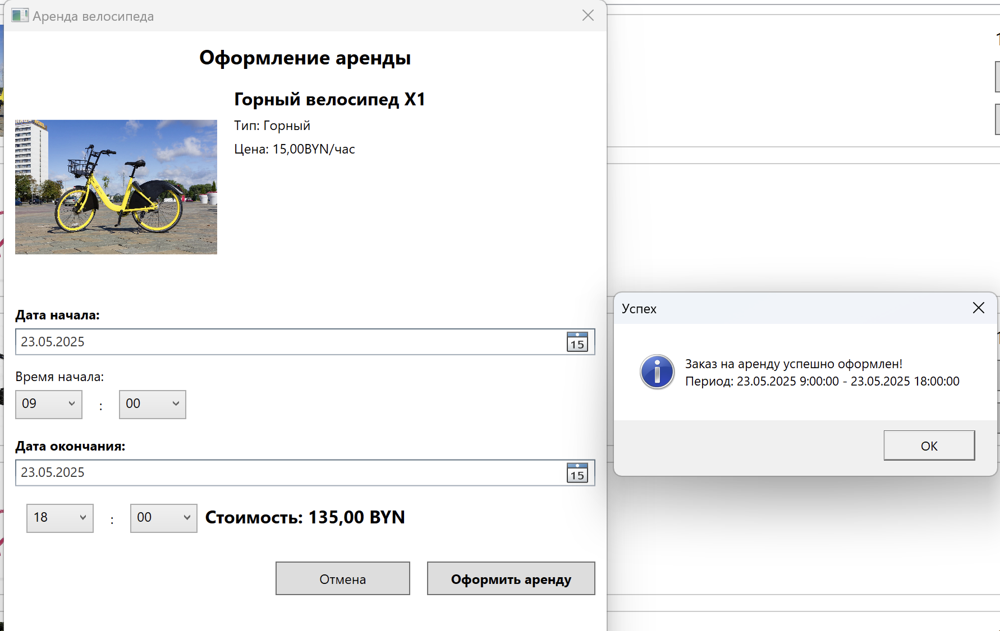 Аренда велосипеда
Оформление аренды
Горный велосипед X1
Тип: Горный
Цена: 15,00BYN/час
Дата начала:
23.05.2025
15
Время начала:
09 : 00
Дата окончания:
23.05.2025
15
18 : 00 Стоимость: 135,00 BYN
Отмена
Оформить аренду
Успех
Заказ на аренду успешно оформлен!
Период: 23.05.2025 9:00:00 - 23.05.2025 18:00:00
OK